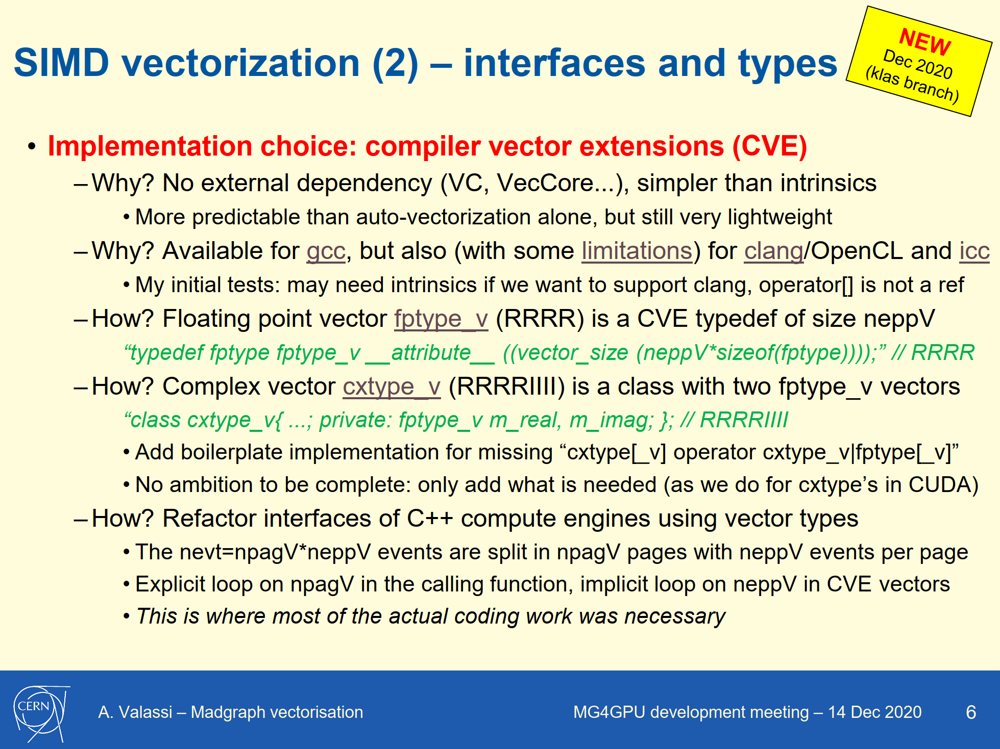 SIMD vectorization (2) – interfaces and types
NEW
Dec 2020
(klas branch)
• Implementation choice: compiler vector extensions (CVE)
– Why? No external dependency (VC, VecCore...), simpler than intrinsics
• More predictable than auto-vectorization alone, but still very lightweight
– Why? Available for gcc, but also (with some limitations) for clang/OpenCL and icc
• My initial tests: may need intrinsics if we want to support clang, operator[] is not a ref
– How? Floating point vector fptype_v (RRRR) is a CVE typedef of size neppV
“typedef fptype fptype_v __attribute__ ((vector_size (neppV*sizeof(fptype))));” // RRRR
– How? Complex vector cxtype_v (RRRRIIII) is a class with two fptype_v vectors
“class cxtype_v{ ...; private: fptype_v m_real, m_imag; }; // RRRRIIII
• Add boilerplate implementation for missing “cxtype[_v] operator cxtype_v|fptype[_v]”
• No ambition to be complete: only add what is needed (as we do for cxtype’s in CUDA)
– How? Refactor interfaces of C++ compute engines using vector types
• The nevt=npagV*neppV events are split in npagV pages with neppV events per page
• Explicit loop on npagV in the calling function, implicit loop on neppV in CVE vectors
• This is where most of the actual coding work was necessary
CERN
A. Valassi – Madgraph vectorisation
MG4GPU development meeting – 14 Dec 2020
6